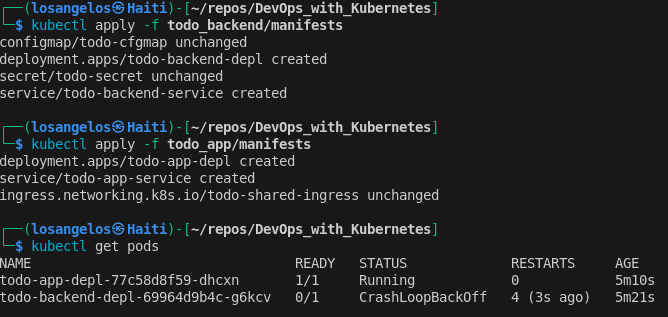 ┌──(losangelos㉿Haiti)-[~/repos/DevOps_with_Kubernetes]
└─$ kubectl apply -f todo_backend/manifests
configmap/todo-cfgmap unchanged
deployment.apps/todo-backend-depl created
secret/todo-secret unchanged
service/todo-backend-service created
┌──(losangelos㉿Haiti)-[~/repos/DevOps_with_Kubernetes]
└─$ kubectl apply -f todo_app/manifests
deployment.apps/todo-app-depl created
service/todo-app-service created
ingress.networking.k8s.io/todo-shared-ingress unchanged
┌──(losangelos㉿Haiti)-[~/repos/DevOps_with_Kubernetes]
└─$ kubectl get pods
NAME                                 READY   STATUS             RESTARTS     AGE
todo-app-depl-77c58d8f59-dhcxn       1/1     Running            0            5m10s
todo-backend-depl-69964d9b4c-g6kcv   0/1     CrashLoopBackOff   4 (3s ago)   5m21s